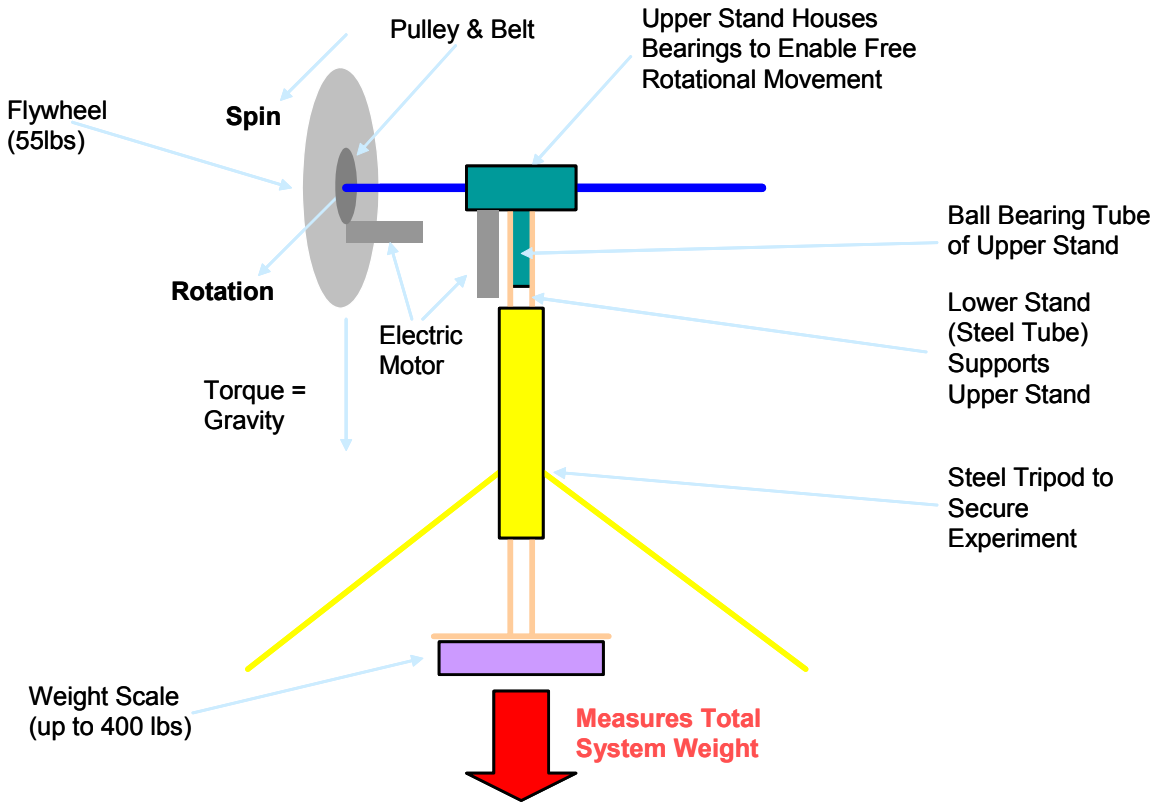 Pulley & Belt
Upper Stand Houses
Bearings to Enable Free
Rotational Movement
Flywheel
(55lbs)
Spin
Ball Bearing Tube
of Upper Stand
Rotation
Electric
Motor
Lower Stand
(Steel Tube)
Supports
Upper Stand
Torque =
Gravity
Steel Tripod to
Secure
Experiment
Weight Scale
(up to 400 lbs)
Measures Total
System Weight